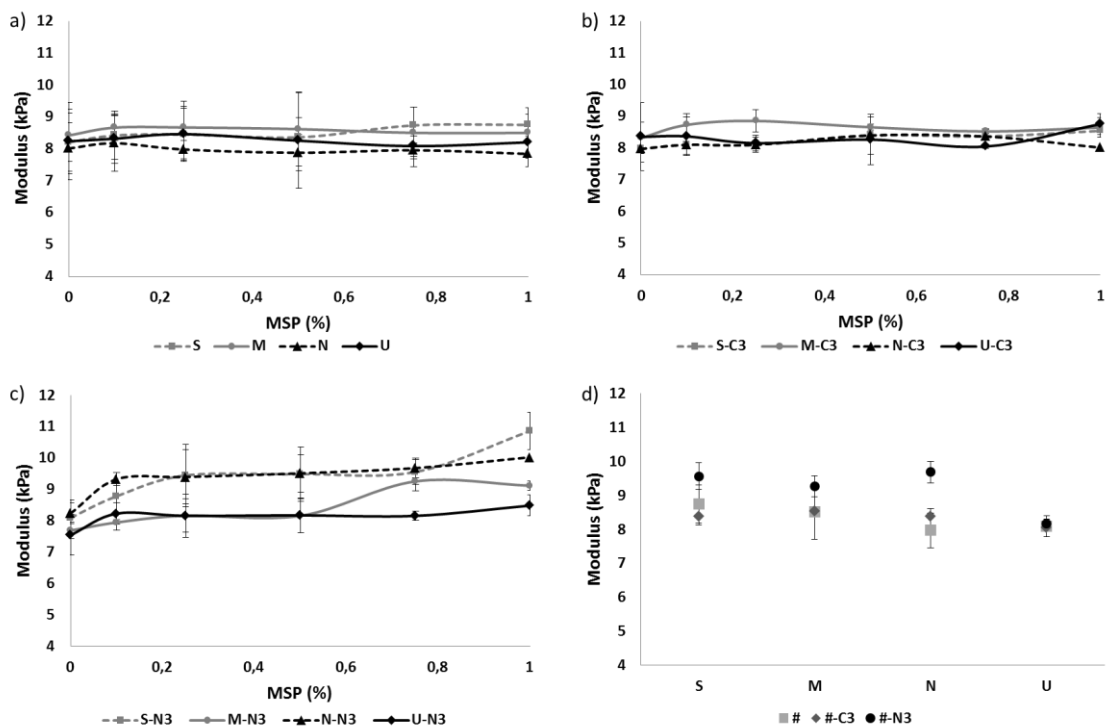 a)
12
11
10
9
8
7
6
5
4
Modulus (kPa)
0 0,2 0,4 0,6 0,8 1
MSP (%)
S M N U
b)
12
11
10
9
8
7
6
5
4
Modulus (kPa)
0 0,2 0,4 0,6 0,8 1
MSP (%)
S-C3 M-C3 N-C3 U-C3
c)
12
11
10
9
8
7
6
5
4
Modulus (kPa)
0 0,2 0,4 0,6 0,8 1
MSP (%)
S-N3 M-N3 N-N3 U-N3
d)
12
11
10
9
8
7
6
5
4
Modulus (kPa)
S M N U
# #-C3 #-N3